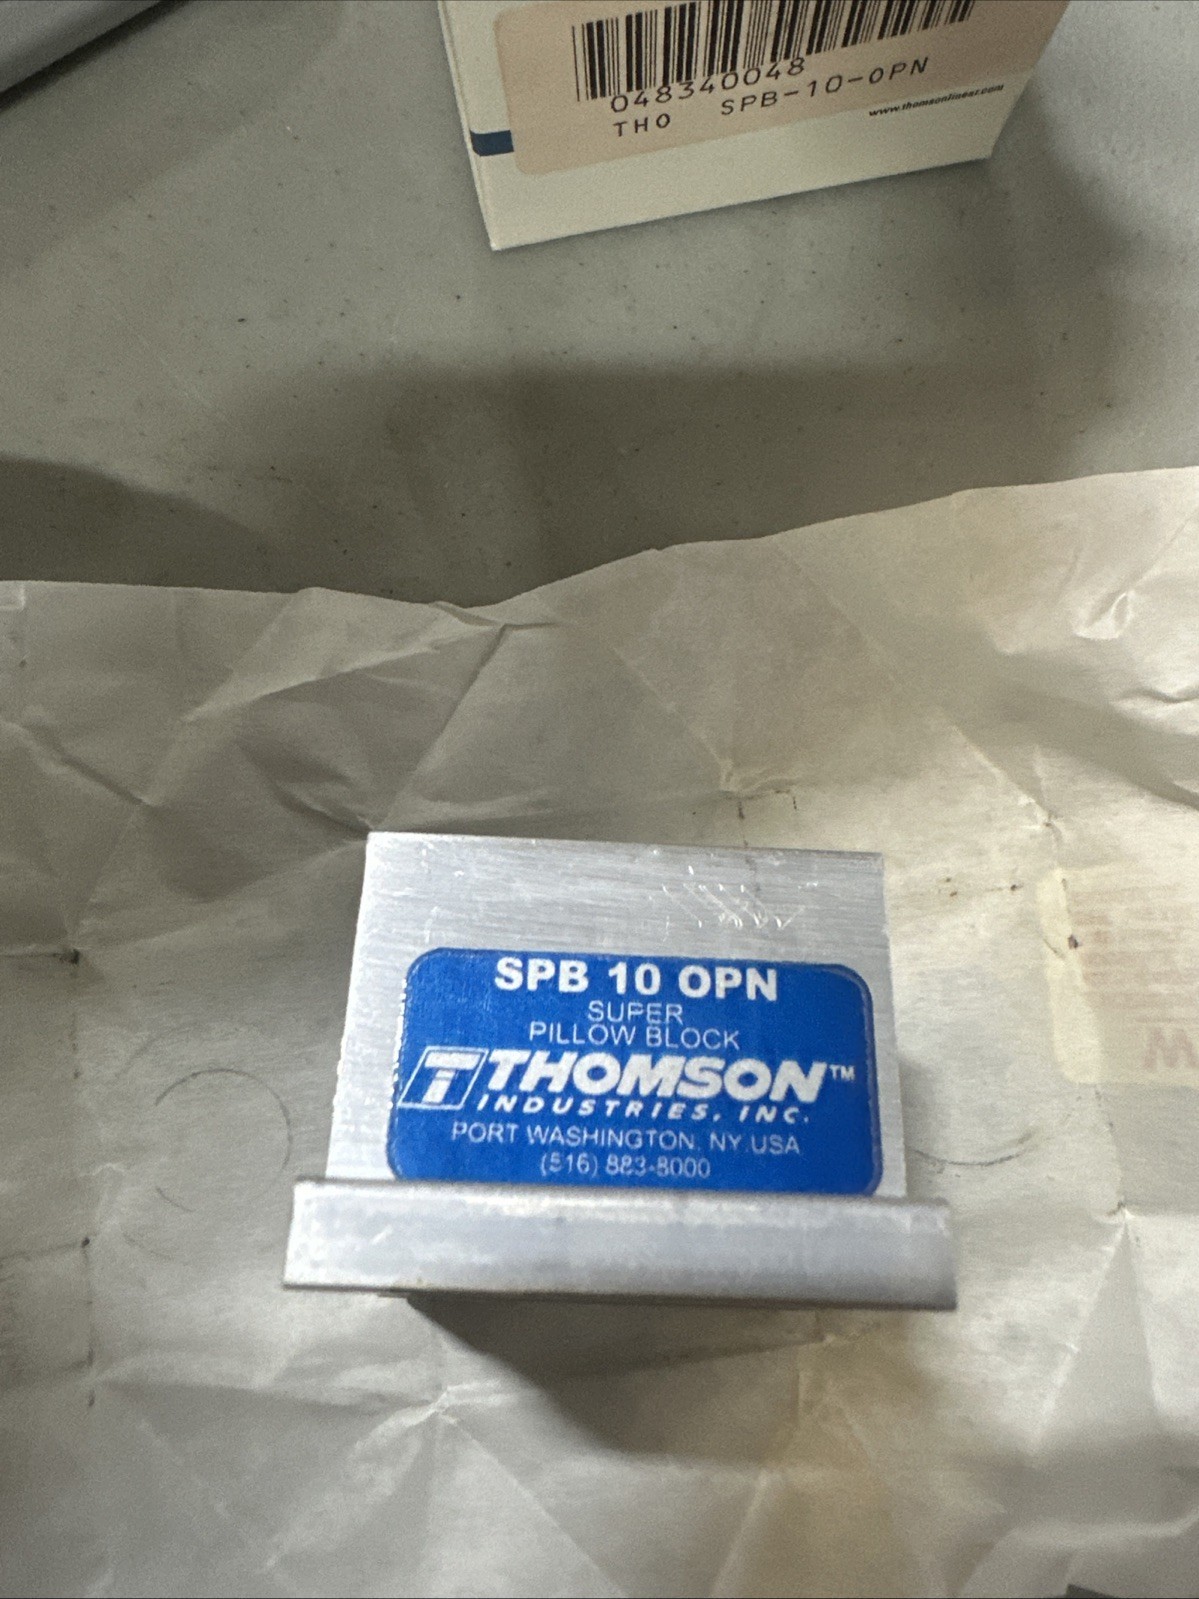 048340048
THO SPB-10-OPN
www.thomsonlinear.com
SPB 10 OPN
SUPER
PILLOW BLOCK
T THOMSON™
INDUSTRIES, INC.
PORT WASHINGTON, NY, USA
(516) 883-8000
W